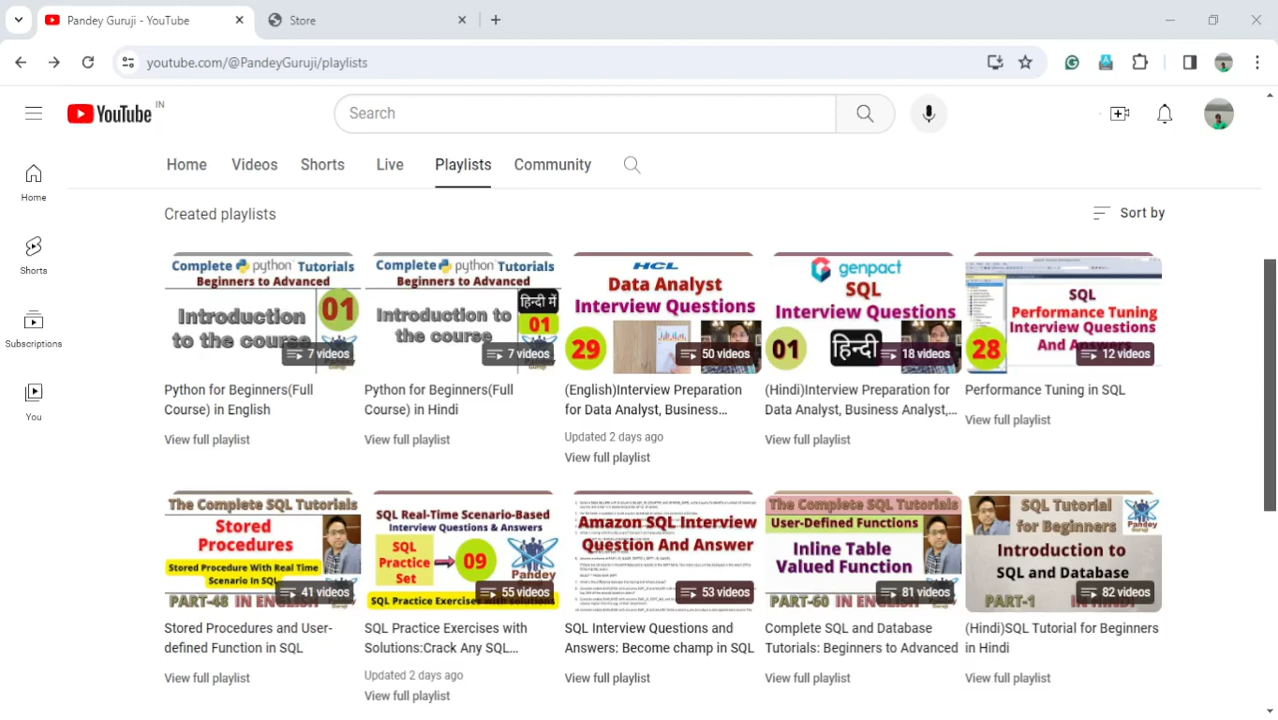 Pandey Guruji - YouTube
Store
youtube.com/@PandeyGuruji/playlists
YouTube IN
Search
Home Videos Shorts Live Playlists Community
Home
Shorts
Subscriptions
You
Created playlists
Sort by
Complete python Tutorials
Beginners to Advanced
Introduction
to the course
01
7 videos
Python for Beginners(Full
Course) in English
View full playlist
Complete python Tutorials
Beginners to Advanced
Introduction to
the course
हिन्दी में
01
7 videos
Python for Beginners(Full
Course) in Hindi
View full playlist
HCL
Data Analyst
Interview Questions
29
50 videos
(English)Interview Preparation
for Data Analyst, Business...
Updated 2 days ago
View full playlist
genpact
SQL
Interview Questions
01
हिन्दी
18 videos
(Hindi)Interview Preparation for
Data Analyst, Business Analyst,...
View full playlist
SQL
Performance Tuning
Interview Questions
And Answers
28
12 videos
Performance Tuning in SQL
View full playlist
The Complete SQL Tutorials
Stored
Procedures
Stored Procedure With Real Time
Scenario In SQL
PART-48 IN ENGLISH
41 videos
Stored Procedures and User-
defined Function in SQL
View full playlist
SQL Real-Time Scenario-Based
Interview Questions & Answers
SQL
Practice
Set
09
Pandey
SQL Practice Exercises with solutions
55 videos
SQL Practice Exercises with
Solutions:Crack Any SQL...
Updated 2 days ago
View full playlist
Amazon SQL Interview
Question And Answer
53 videos
SQL Interview Questions and
Answers: Become champ in SQL
View full playlist
The Complete SQL Tutorials
User-Defined Functions
Inline Table
Valued Function
PART-60 IN ENGLISH
81 videos
Complete SQL and Database
Tutorials: Beginners to Advanced
View full playlist
SQL Tutorial
for Beginners
Pandey
Guruji
Introduction to
SQL and Database
PART-1 IN HINDI
82 videos
(Hindi)SQL Tutorial for Beginners
in Hindi
View full playlist